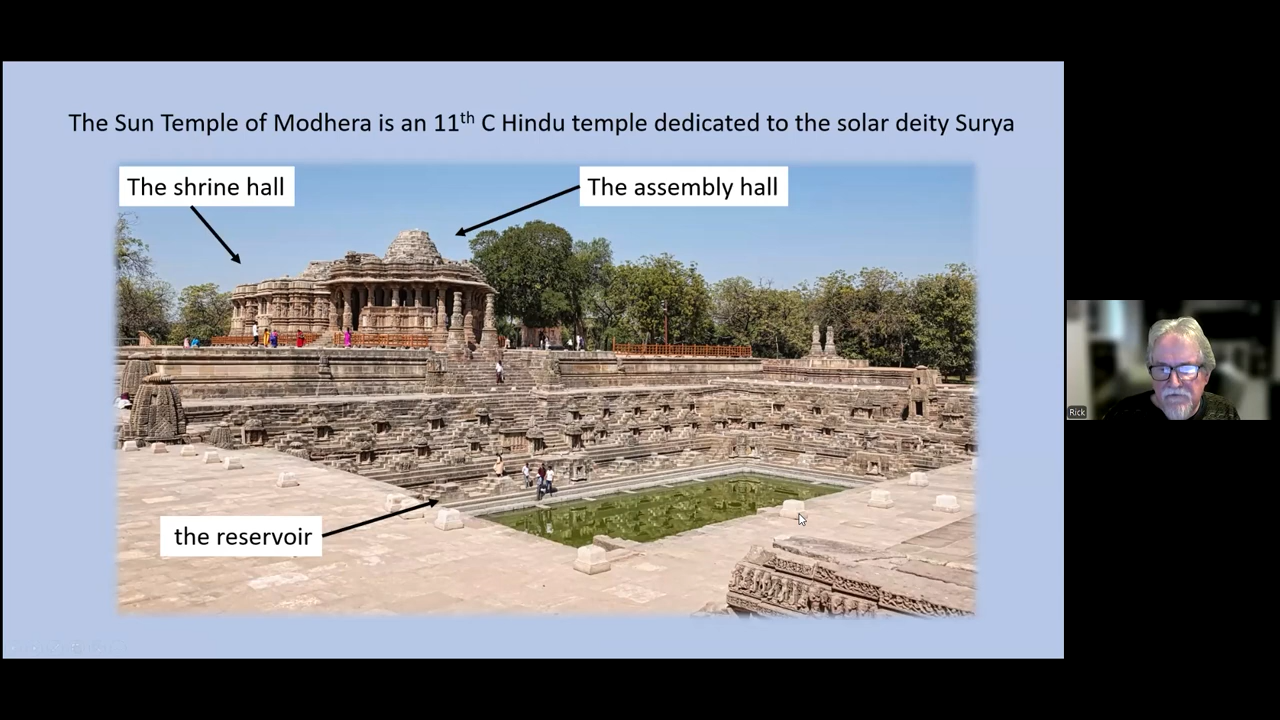 The Sun Temple of Modhera is an 11th C Hindu temple dedicated to the solar deity Surya
The shrine hall
The assembly hall
the reservoir
Rick